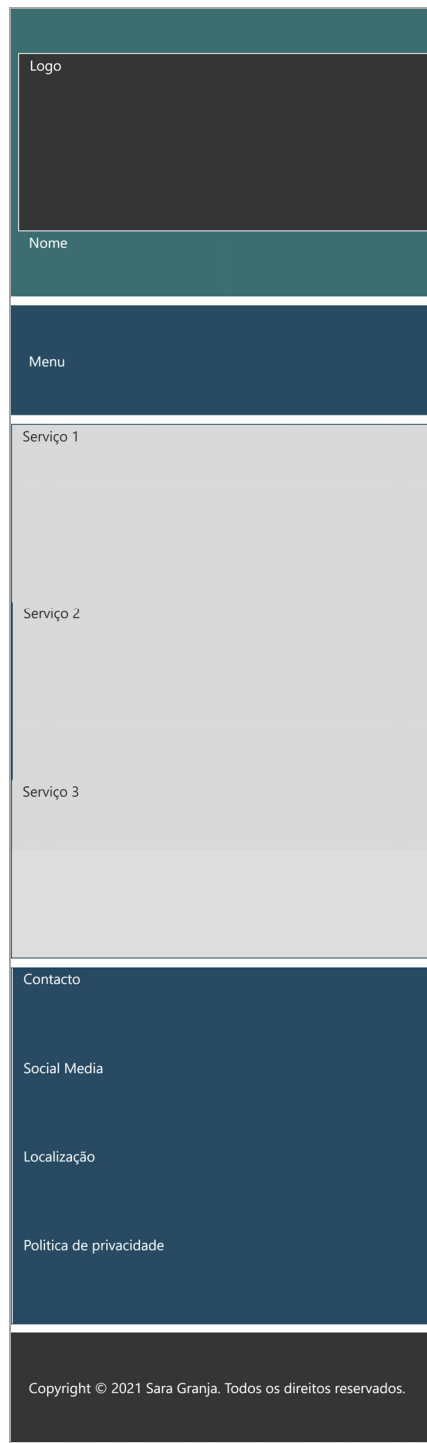 Logo
Nome
Menu
Serviço 1
Serviço 2
Serviço 3
Contacto
Social Media
Localização
Politica de privacidade
Copyright © 2021 Sara Granja. Todos os direitos reservados.